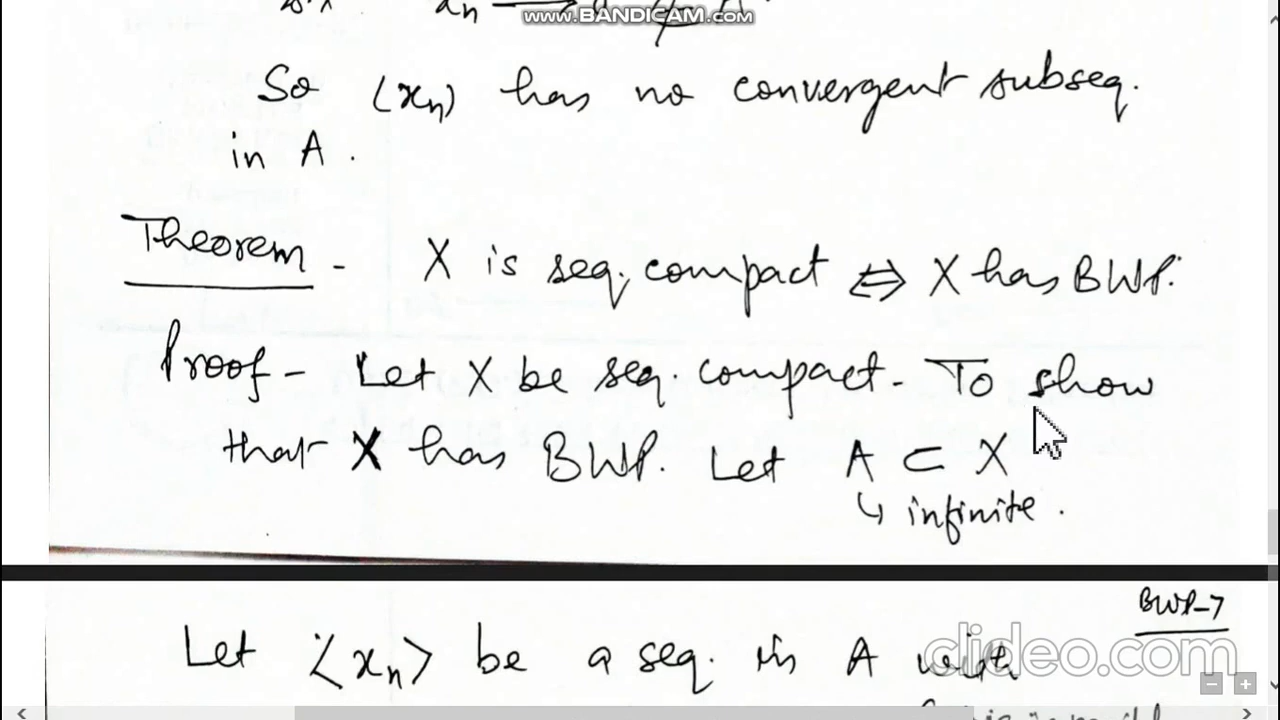 www.BANDICAM.com
So ⟨xₙ⟩ has no convergent subseq.
in A.
Theorem - X is seq. compact ⇔ X has BWP.
Proof - Let X be seq. compact. To show
that X has BWP. Let A ⊂ X
↳ infinite.
BWP-7
Let ⟨xₙ⟩ be a seq. in A with
clideo.com